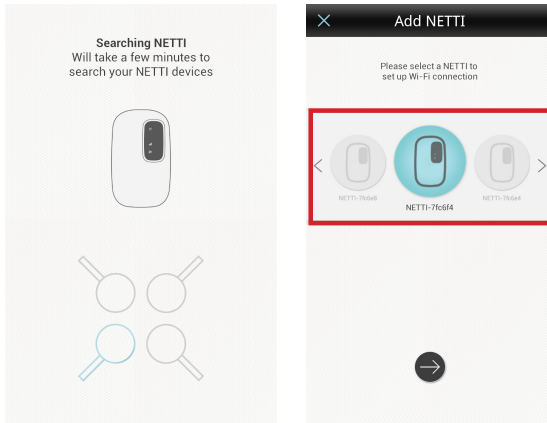 Searching NETTI
Will take a few minutes to
search your NETTI devices
Add NETTI
Please select a NETTI to
set up Wi-Fi connection
NETTI-7fc6e8
NETTI-7fc6f4
NETTI-7fc6e4